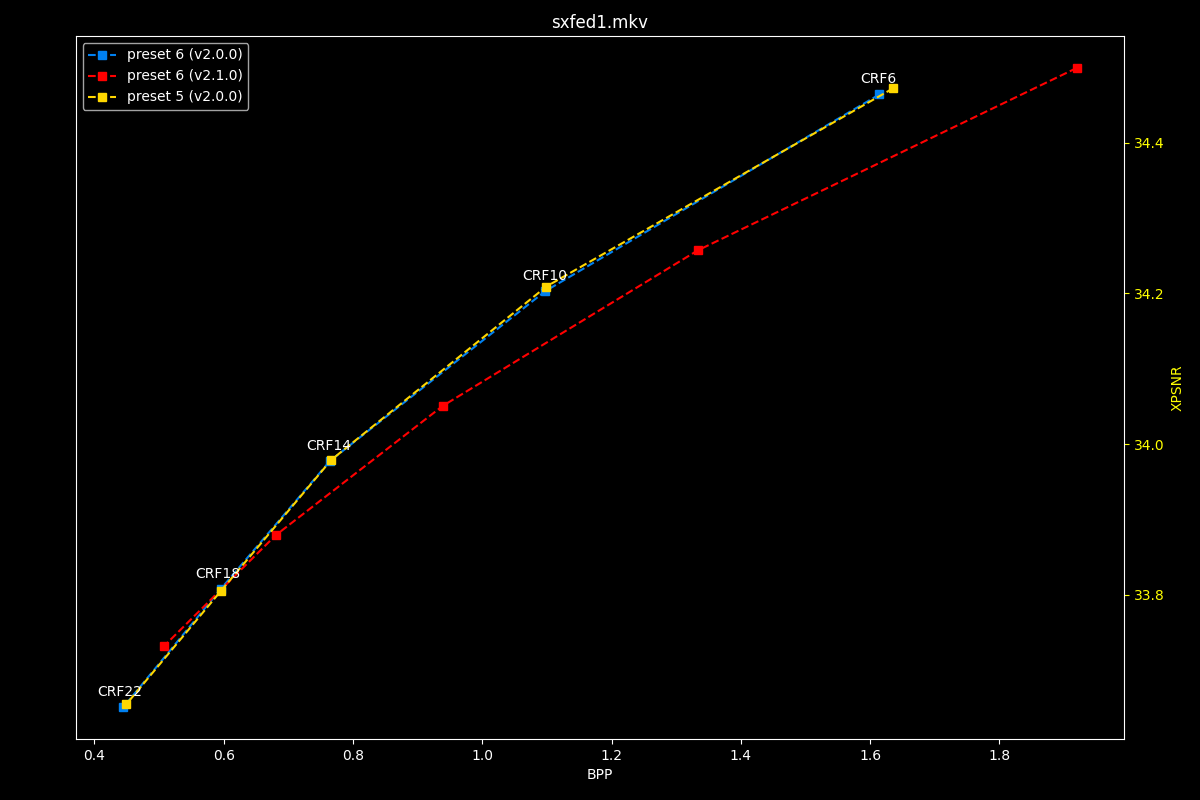 sxfed1.mkv
preset 6 (v2.0.0)
preset 6 (v2.1.0)
preset 5 (v2.0.0)
CRF6
34.4
CRF10
34.2
XPSNR
CRF14
34.0
CRF18
33.8
CRF22
0.4 0.6 0.8 1.0 1.2 1.4 1.6 1.8
BPP